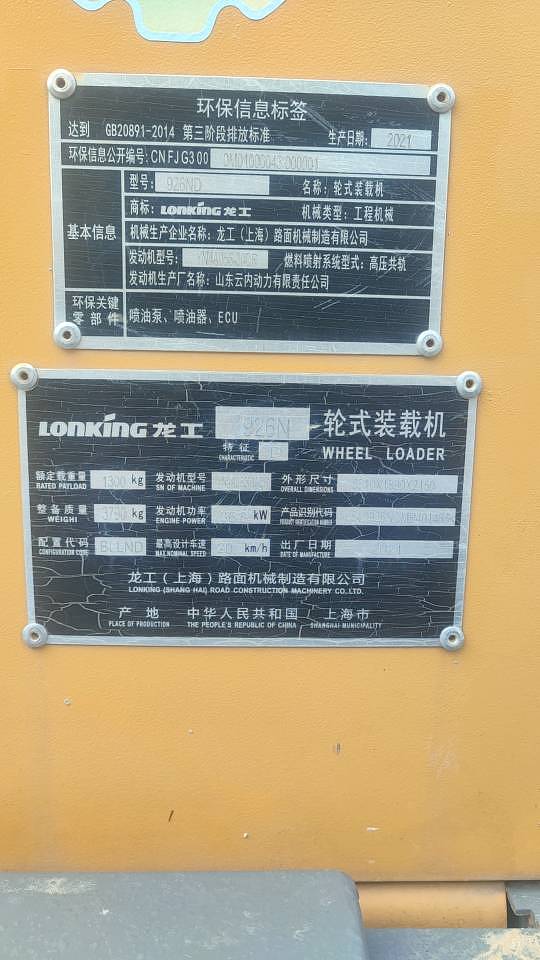 环保信息标签
达到 GB20891-2014 第三阶段排放标准 生产日期: 2021
环保信息公开编号:CNFJG300
型号: 926ND 名称: 轮式装载机
商标: LONKING 龙工 机械类型: 工程机械
基本信息 机械生产企业名称: 龙工(上海)路面机械制造有限公司
发动机型号: 燃料喷射系统型式: 高压共轨
发动机生产厂名称: 山东云内动力有限责任公司
环保关键
零部件 喷油泵、喷油器、ECU
LONKING 龙工 926N 轮式装载机
特征
CHARACTERISTIC WHEEL LOADER
额定载重量 1300 kg 发动机型号 外形尺寸
RATED PAYLOAD SN OF MACHINE OVERALL DIMENSIONS
整备质量 kg 发动机功率 kW 产品识别代码
WEIGHI ENGINE POWER PRODUCT IDENTIFICATION NUMBER
配置代码 BLLND 最高设计车速 20 km/h 出厂日期
CONFIGURATION CODE MAX.NOMINAL SPEED DATE OF MANUFACTURE
龙工(上海)路面机械制造有限公司
LONKING (SHANG HAI) ROAD CONSTRUCTION MACHINERY CO.,LTD.
产地 中华人民共和国 上海市
PLACE OF PRODUCTION THE PEOPLE'S REPUBLIC OF CHINA SHANGHAI MUNICIPALITY